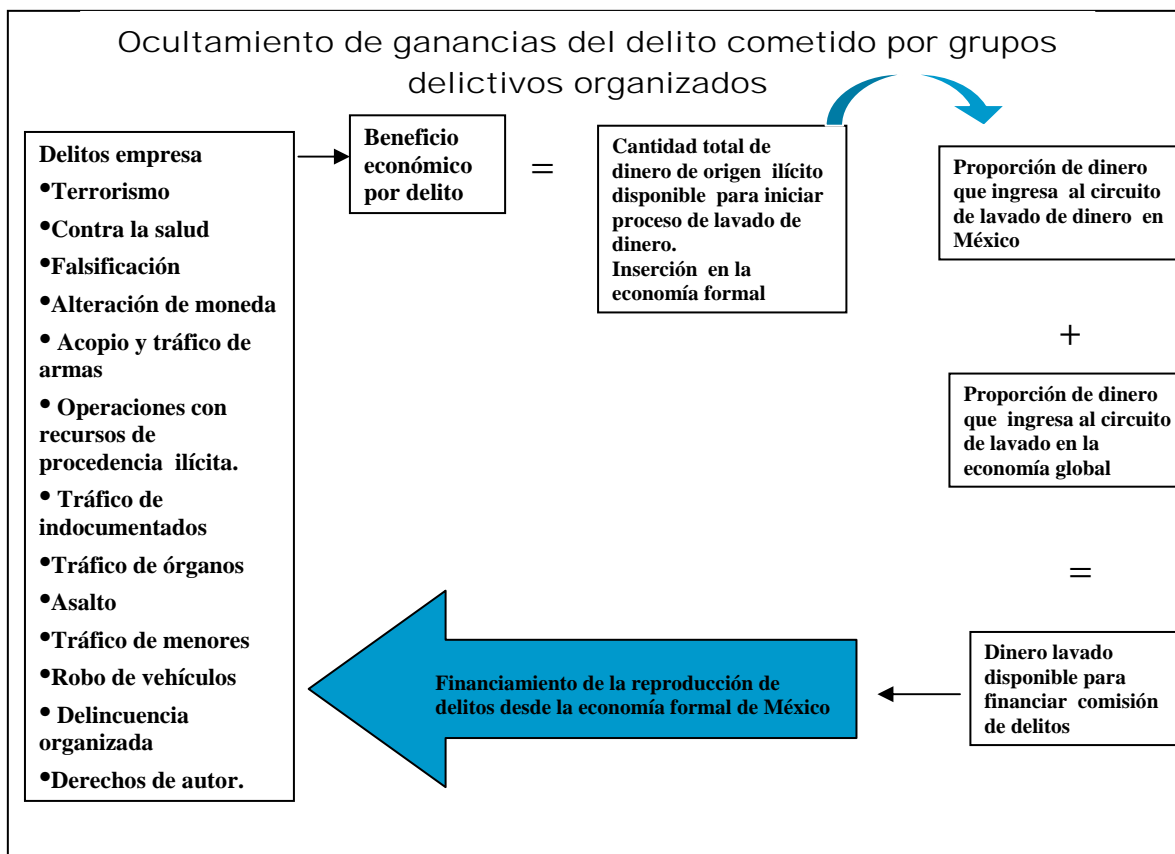 Ocultamiento de ganancias del delito cometido por grupos
delictivos organizados
Delitos empresa
•Terrorismo
•Contra la salud
•Falsificación
•Alteración de moneda
• Acopio y tráfico de
armas
• Operaciones con
recursos de
procedencia ilícita.
• Tráfico de
indocumentados
•Tráfico de órganos
•Asalto
•Tráfico de menores
•Robo de vehículos
• Delincuencia
organizada
•Derechos de autor.
Beneficio
económico
por delito
=
Cantidad total de
dinero de origen ilícito
disponible para iniciar
proceso de lavado de
dinero.
Inserción en la
economía formal
Proporción de dinero
que ingresa al circuito
de lavado de dinero en
México
+
Proporción de dinero
que ingresa al circuito
de lavado en la
economía global
=
Dinero lavado
disponible para
financiar comisión
de delitos
Financiamiento de la reproducción de
delitos desde la economía formal de México